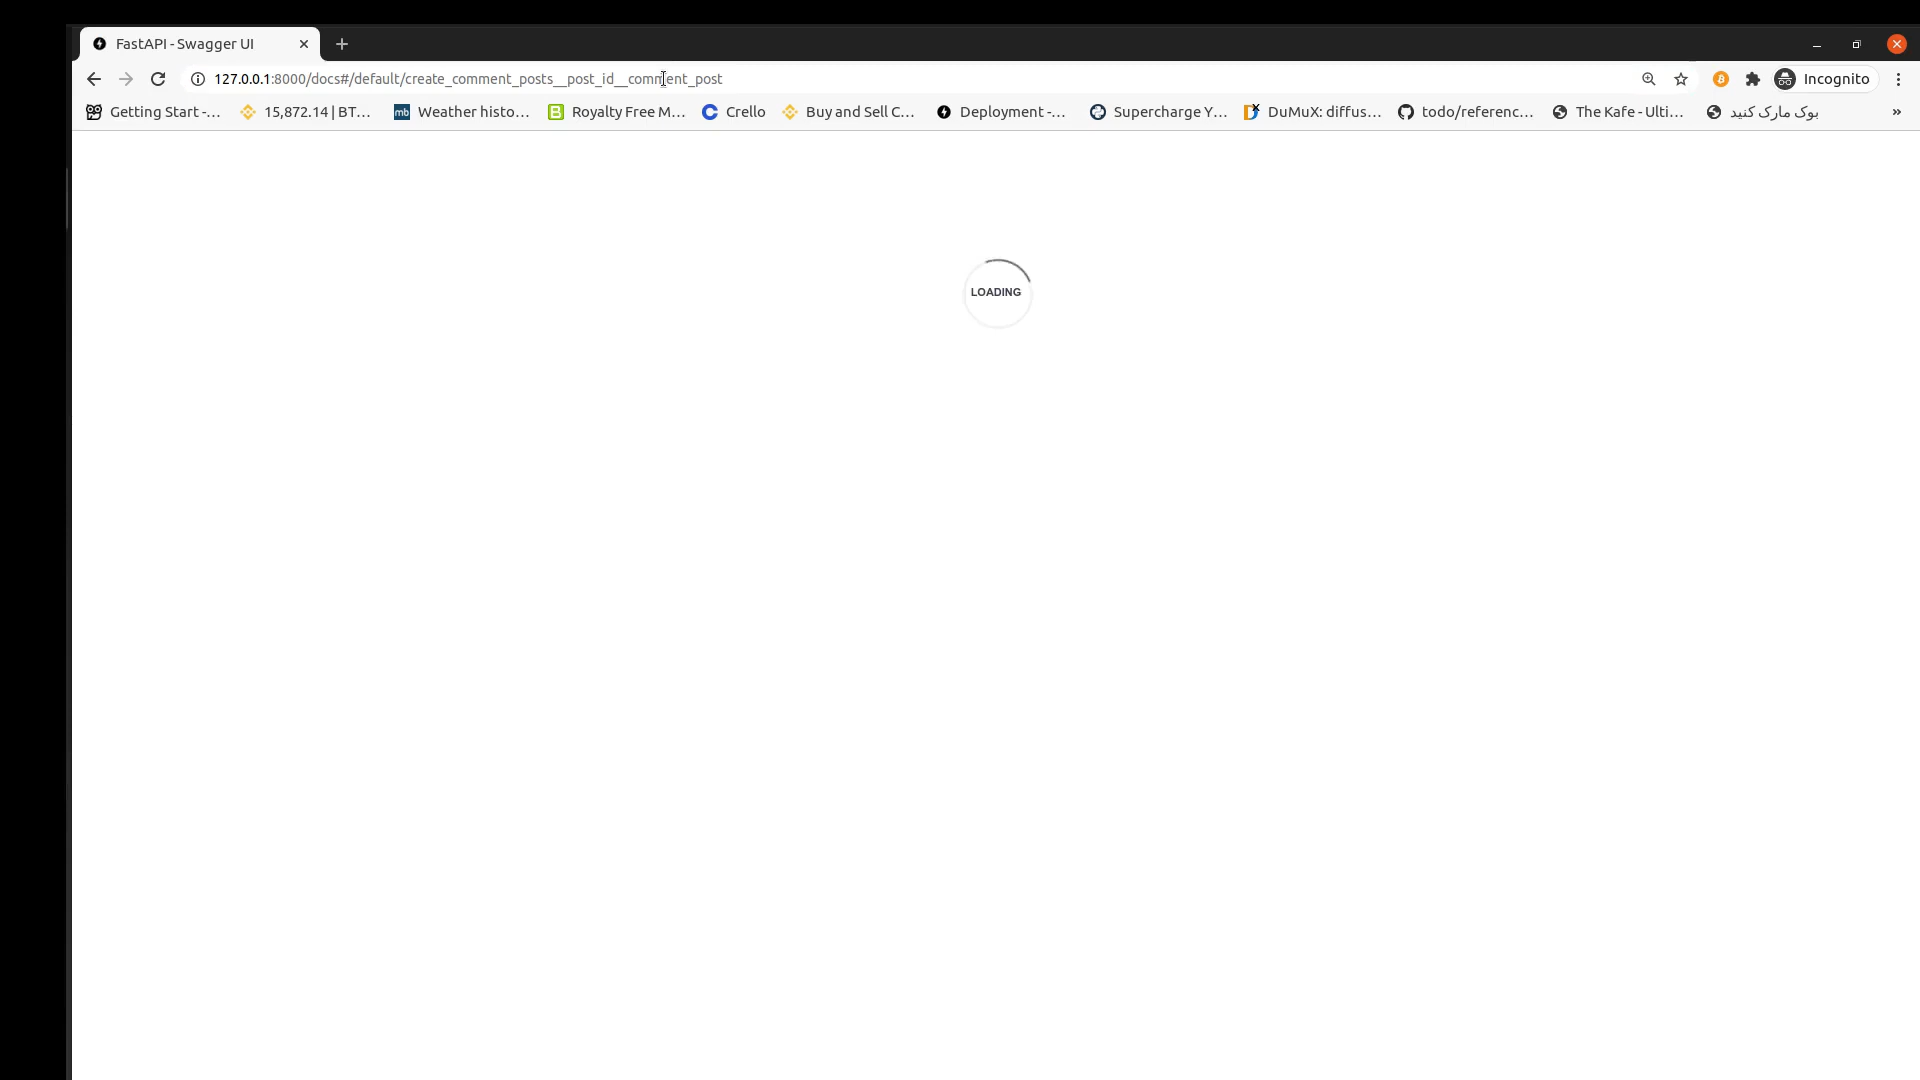 FastAPI - Swagger UI
127.0.0.1:8000/docs#/default/create_comment_posts__post_id__comment_post
Incognito
Getting Start -... 15,872.14 | BT... Weather histo... Royalty Free M... Crello Buy and Sell C... Deployment -... Supercharge Y... DuMuX: diffus... todo/referenc... The Kafe - Ulti... بوک مارک کنید »
LOADING